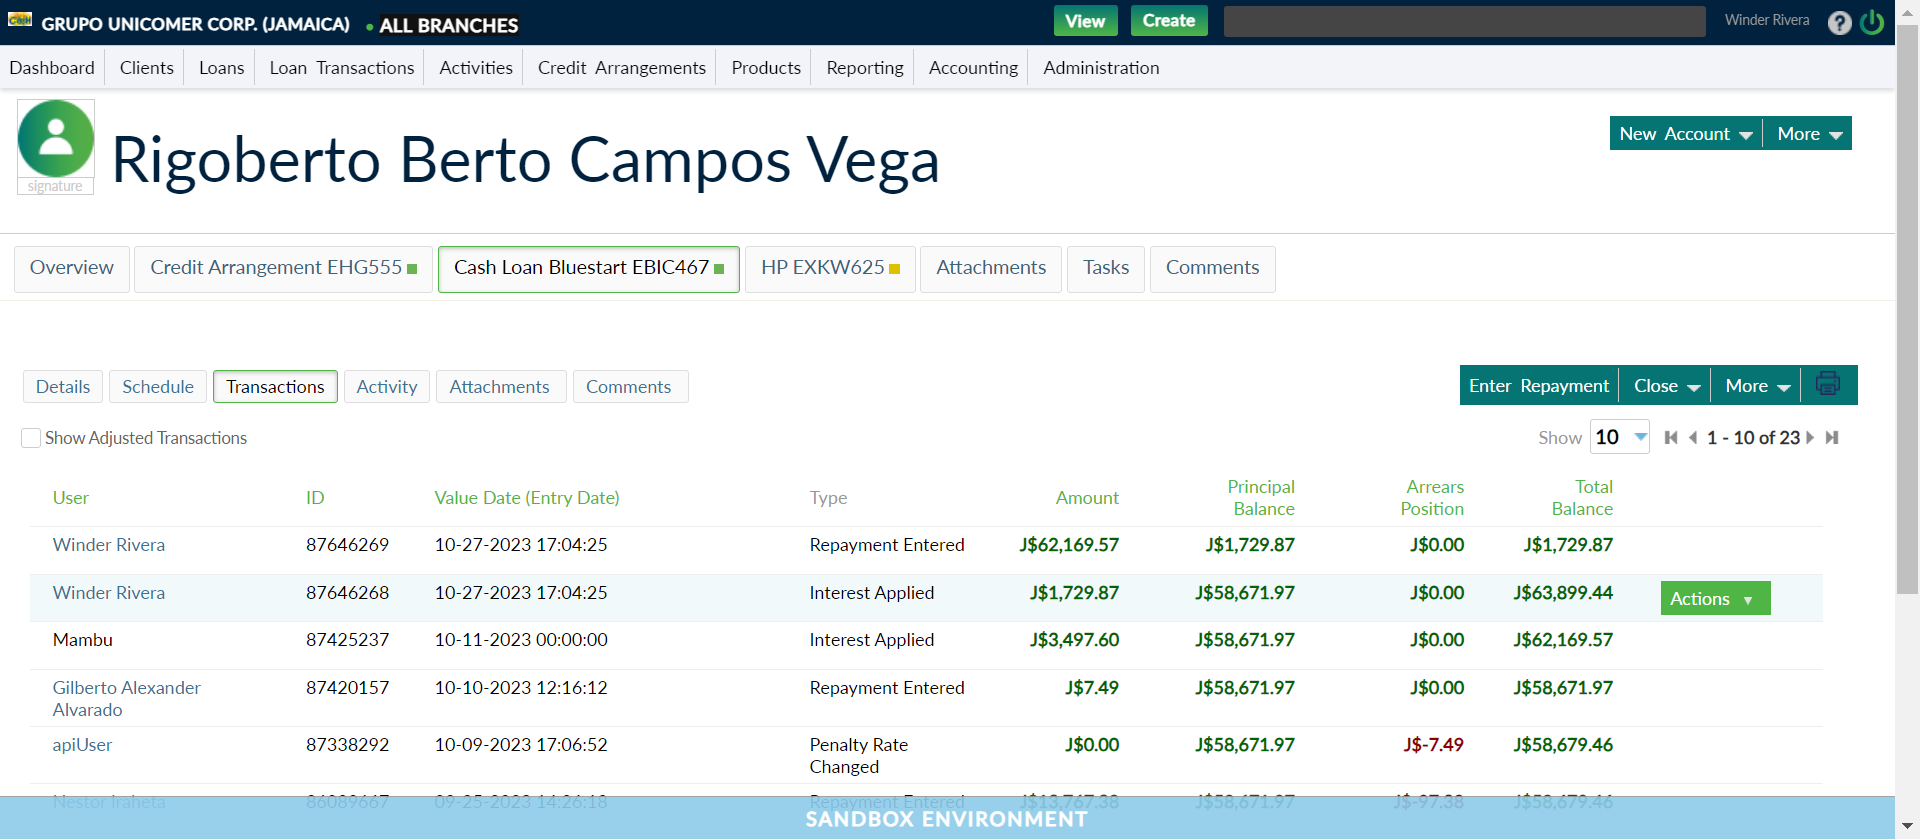 GRUPO UNICOMER CORP. (JAMAICA) • ALL BRANCHES View Create Winder Rivera ?
Dashboard Clients Loans Loan Transactions Activities Credit Arrangements Products Reporting Accounting Administration
signature
Rigoberto Berto Campos Vega
New Account More
Overview Credit Arrangement EHG555 Cash Loan Bluestart EBIC467 HP EXKW625 Attachments Tasks Comments
Details Schedule Transactions Activity Attachments Comments Enter Repayment Close More
Show Adjusted Transactions Show 10 1 - 10 of 23
User ID Value Date (Entry Date) Type Amount Principal Balance Arrears Position Total Balance
Winder Rivera 87646269 10-27-2023 17:04:25 Repayment Entered J$62,169.57 J$1,729.87 J$0.00 J$1,729.87
Winder Rivera 87646268 10-27-2023 17:04:25 Interest Applied J$1,729.87 J$58,671.97 J$0.00 J$63,899.44 Actions
Mambu 87425237 10-11-2023 00:00:00 Interest Applied J$3,497.60 J$58,671.97 J$0.00 J$62,169.57
Gilberto Alexander 87420157 10-10-2023 12:16:12 Repayment Entered J$7.49 J$58,671.97 J$0.00 J$58,671.97
Alvarado
apiUser 87338292 10-09-2023 17:06:52 Penalty Rate J$0.00 J$58,671.97 J$-7.49 J$58,679.46
Changed
Nestor Iraheta 86089667 09-25-2023 14:26:18 Repayment Entered J$13,767.38 J$58,671.97 J$-97.38 J$58,679.46
SANDBOX ENVIRONMENT